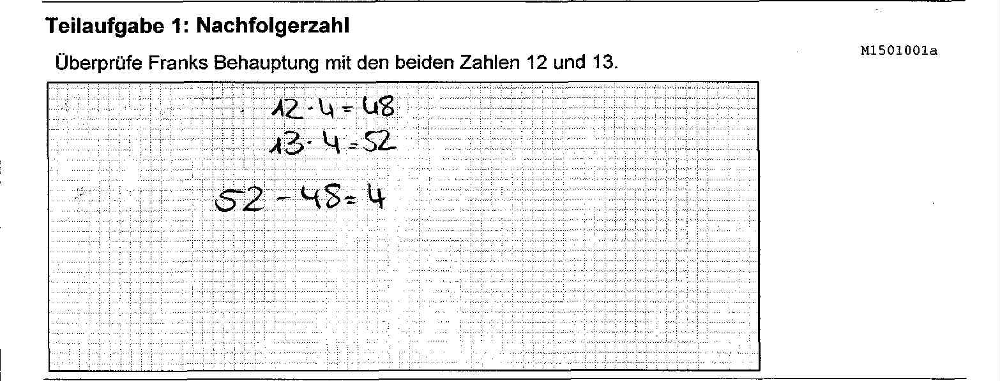 Teilaufgabe 1: Nachfolgerzahl
M1501001a
Überprüfe Franks Behauptung mit den beiden Zahlen 12 und 13.
12 · 4 = 48
13 · 4 = 52
52 - 48 = 4